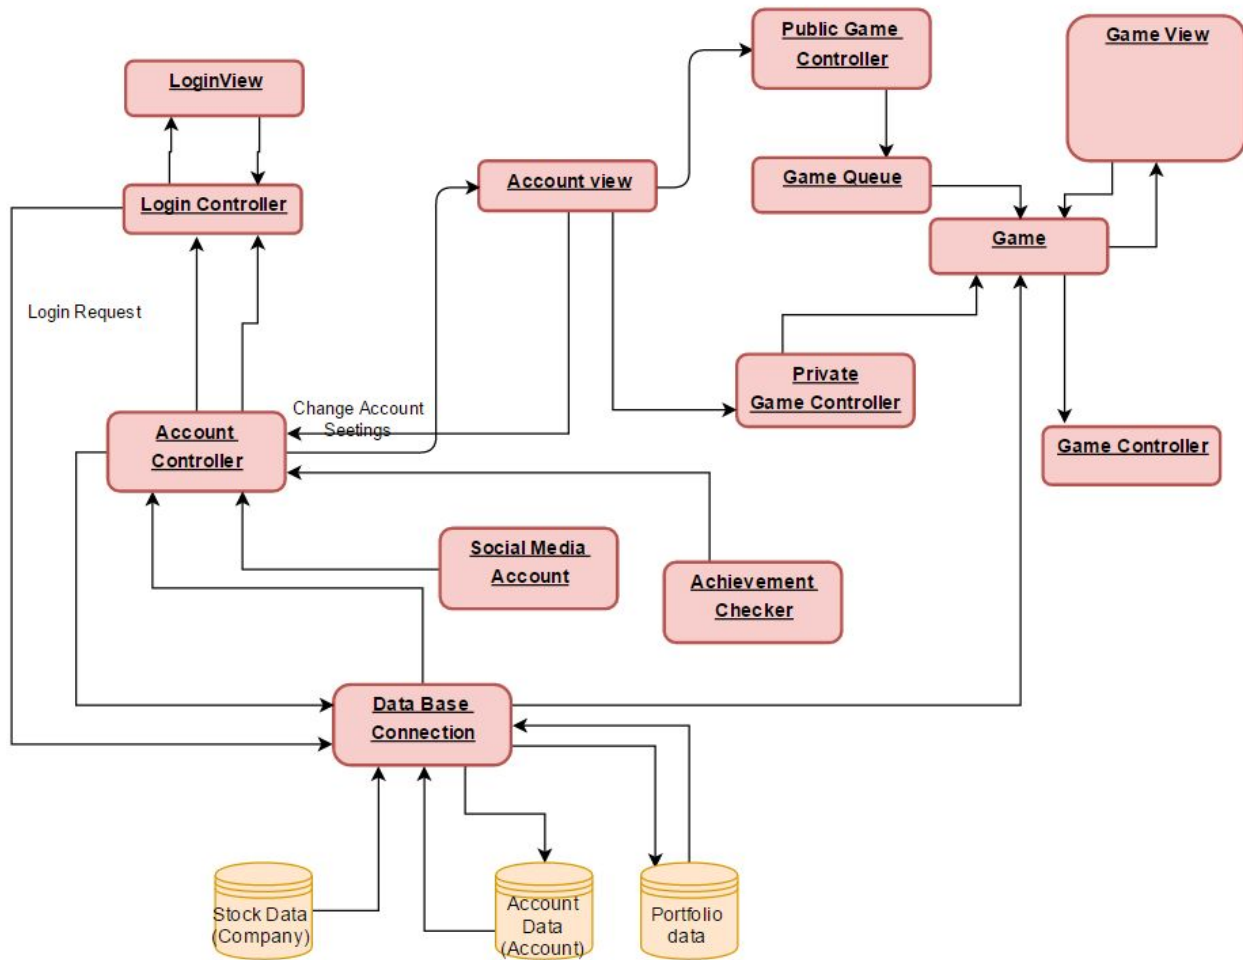 Public Game
Controller
Game View
LoginView
Account view
Game Queue
Login Controller
Game
Login Request
Private
Game Controller
Change Account
Seetings
Account
Controller
Game Controller
Social Media
Account
Achievement
Checker
Data Base
Connection
Stock Data
(Company)
Account
Data
(Account)
Portfolio
data